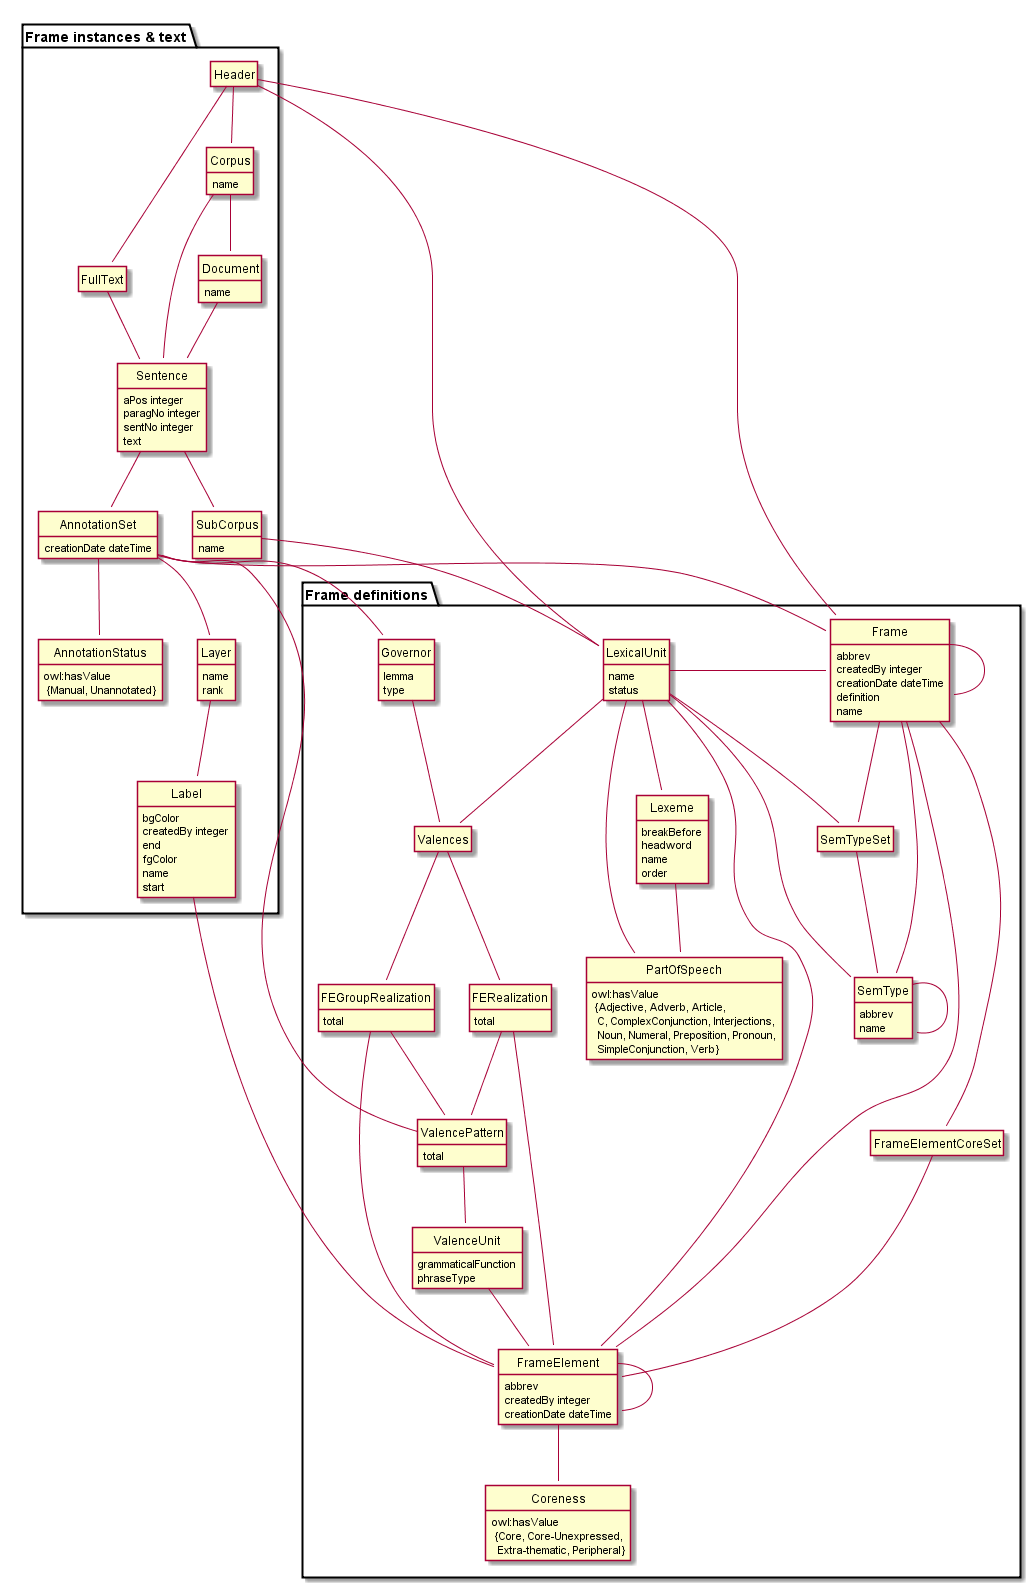 Frame instances & text
Header
Corpus
name
FullText
Document
name
Sentence
aPos integer
paragNo integer
sentNo integer
text
AnnotationSet
creationDate dateTime
SubCorpus
name
AnnotationStatus
owl:hasValue
{Manual, Unannotated}
Layer
name
rank
Label
bgColor
createdBy integer
end
fgColor
name
start
Frame definitions
Governor
lemma
type
LexicalUnit
name
status
Frame
abbrev
createdBy integer
creationDate dateTime
definition
name
Valences
Lexeme
breakBefore
headword
name
order
SemTypeSet
FEGroupRealization
total
FERealization
total
PartOfSpeech
owl:hasValue
{Adjective, Adverb, Article,
C, ComplexConjunction, Interjections,
Noun, Numeral, Preposition, Pronoun,
SimpleConjunction, Verb}
SemType
abbrev
name
ValencePattern
total
FrameElementCoreSet
ValenceUnit
grammaticalFunction
phraseType
FrameElement
abbrev
createdBy integer
creationDate dateTime
Coreness
owl:hasValue
{Core, Core-Unexpressed,
Extra-thematic, Peripheral}